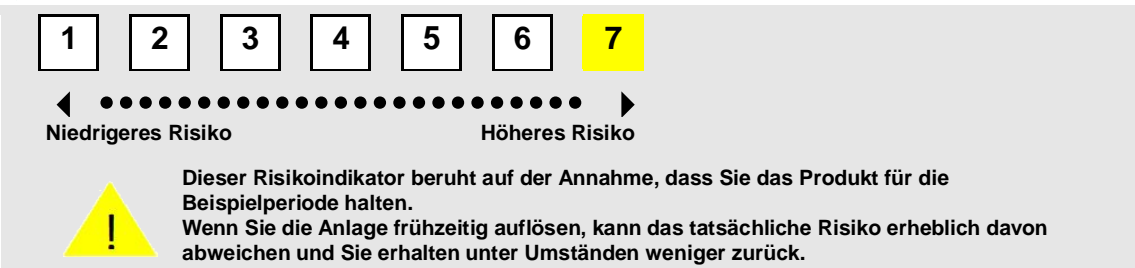 1 2 3 4 5 6 7
Niedrigeres Risiko Höheres Risiko
Dieser Risikoindikator beruht auf der Annahme, dass Sie das Produkt für die
Beispielperiode halten.
Wenn Sie die Anlage frühzeitig auflösen, kann das tatsächliche Risiko erheblich davon
abweichen und Sie erhalten unter Umständen weniger zurück.
!